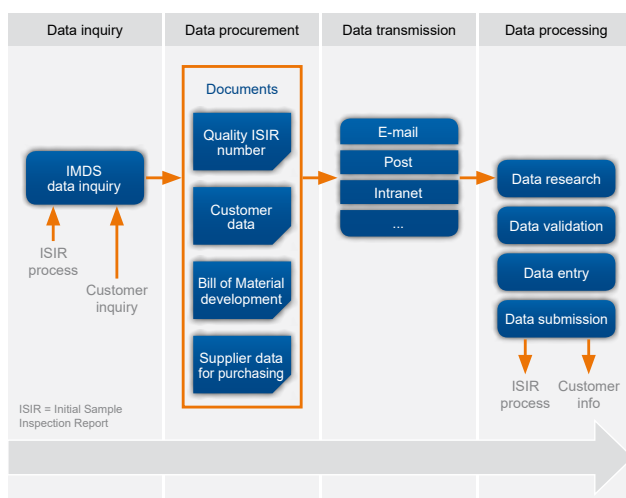 Data inquiry
Data procurement
Data transmission
Data processing
IMDS
data inquiry
ISIR
process
Customer
inquiry
Documents
Quality ISIR
number
Customer
data
Bill of Material
development
Supplier data
for purchasing
E-mail
Post
Intranet
...
Data research
Data validation
Data entry
Data submission
ISIR
process
Customer
info
ISIR = Initial Sample
Inspection Report